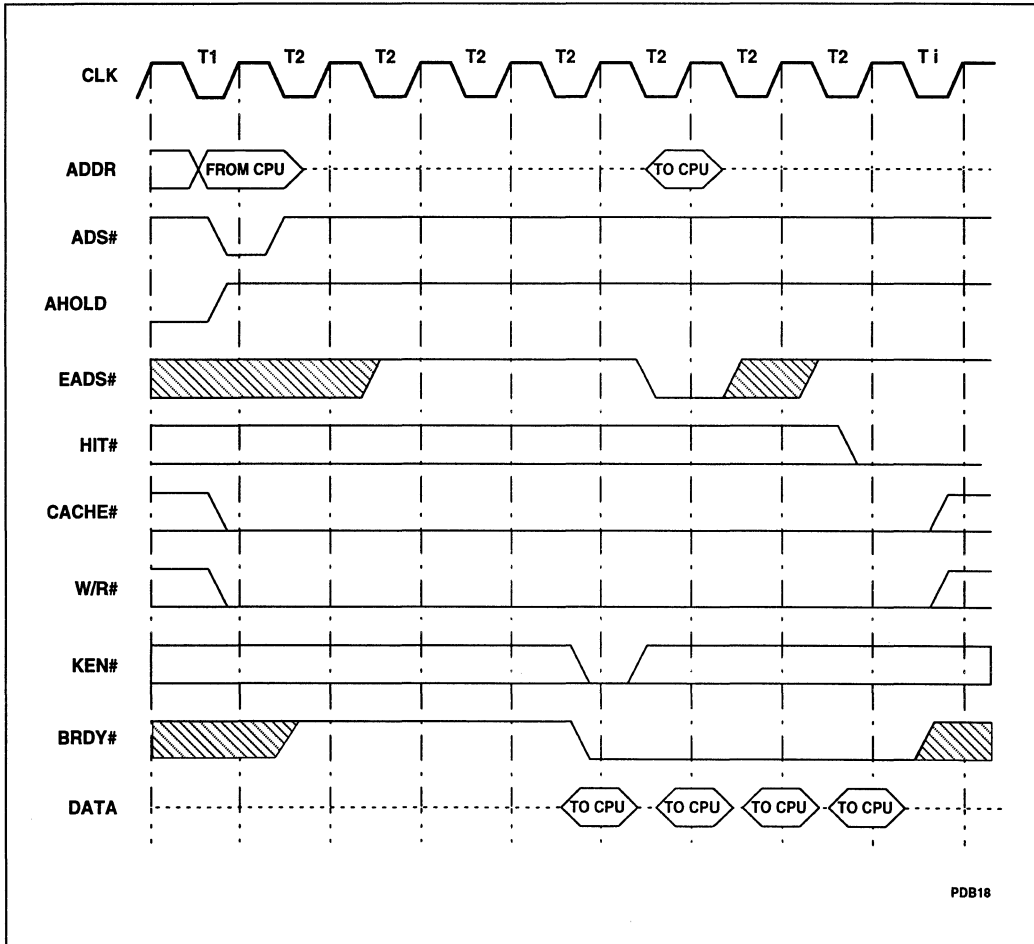 CLK T1 T2 T2 T2 T2 T2 T2 T2 Ti
ADDR FROM CPU TO CPU
ADS#
AHOLD
EADS#
HIT#
CACHE#
W/R#
KEN#
BRDY#
DATA TO CPU TO CPU TO CPU TO CPU
PDB18